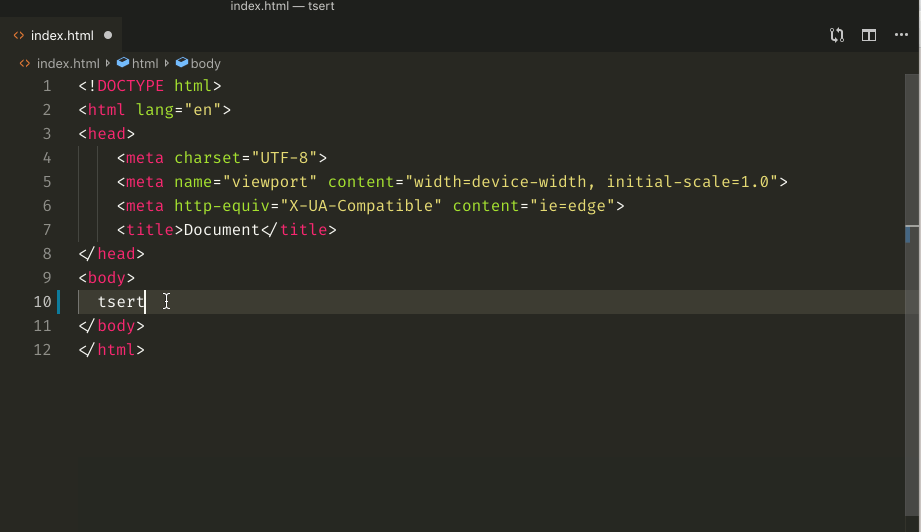 index.html — tsert
<> index.html ●
<> index.html ▸ html ▸ body
1 <!DOCTYPE html>
2 <html lang="en">
3 <head>
4 <meta charset="UTF-8">
5 <meta name="viewport" content="width=device-width, initial-scale=1.0">
6 <meta http-equiv="X-UA-Compatible" content="ie=edge">
7 <title>Document</title>
8 </head>
9 <body>
10 tsert
11 </body>
12 </html>